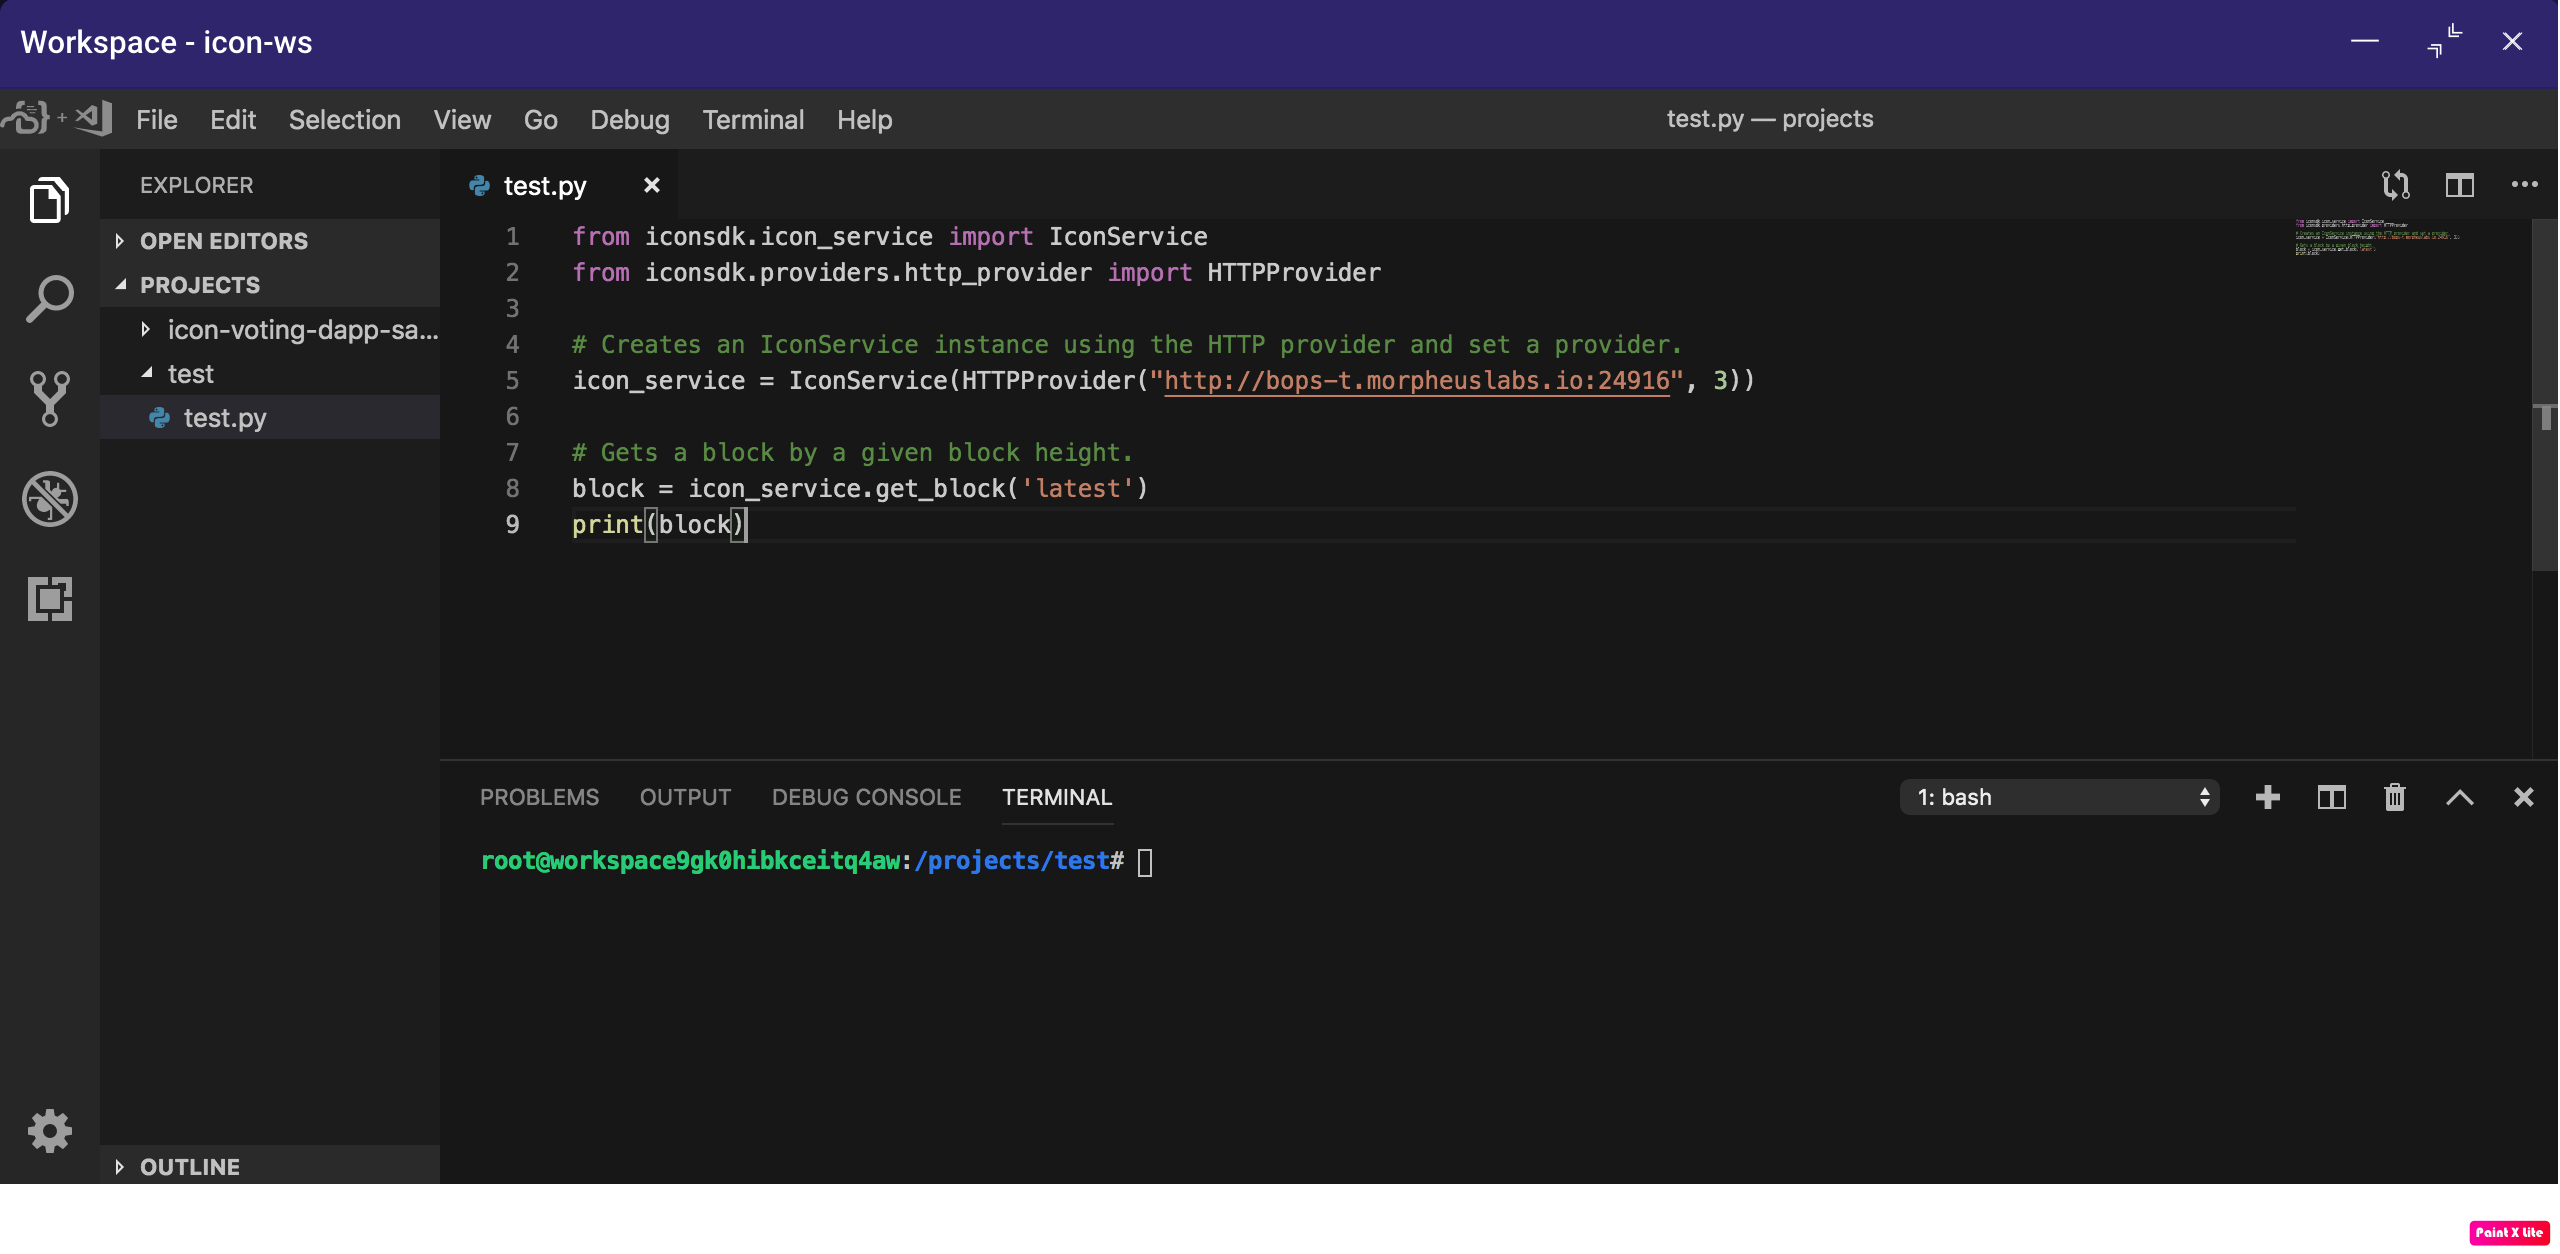 Workspace - icon-ws
File Edit Selection View Go Debug Terminal Help
test.py — projects
EXPLORER
OPEN EDITORS
PROJECTS
icon-voting-dapp-sa...
test
test.py
OUTLINE
test.py
1 from iconsdk.icon_service import IconService
2 from iconsdk.providers.http_provider import HTTPProvider
3
4 # Creates an IconService instance using the HTTP provider and set a provider.
5 icon_service = IconService(HTTPProvider("http://bops-t.morpheuslabs.io:24916", 3))
6
7 # Gets a block by a given block height.
8 block = icon_service.get_block('latest')
9 print(block)
PROBLEMS OUTPUT DEBUG CONSOLE TERMINAL
1: bash
root@workspace9gk0hibkceitq4aw:/projects/test#
Paint X Lite